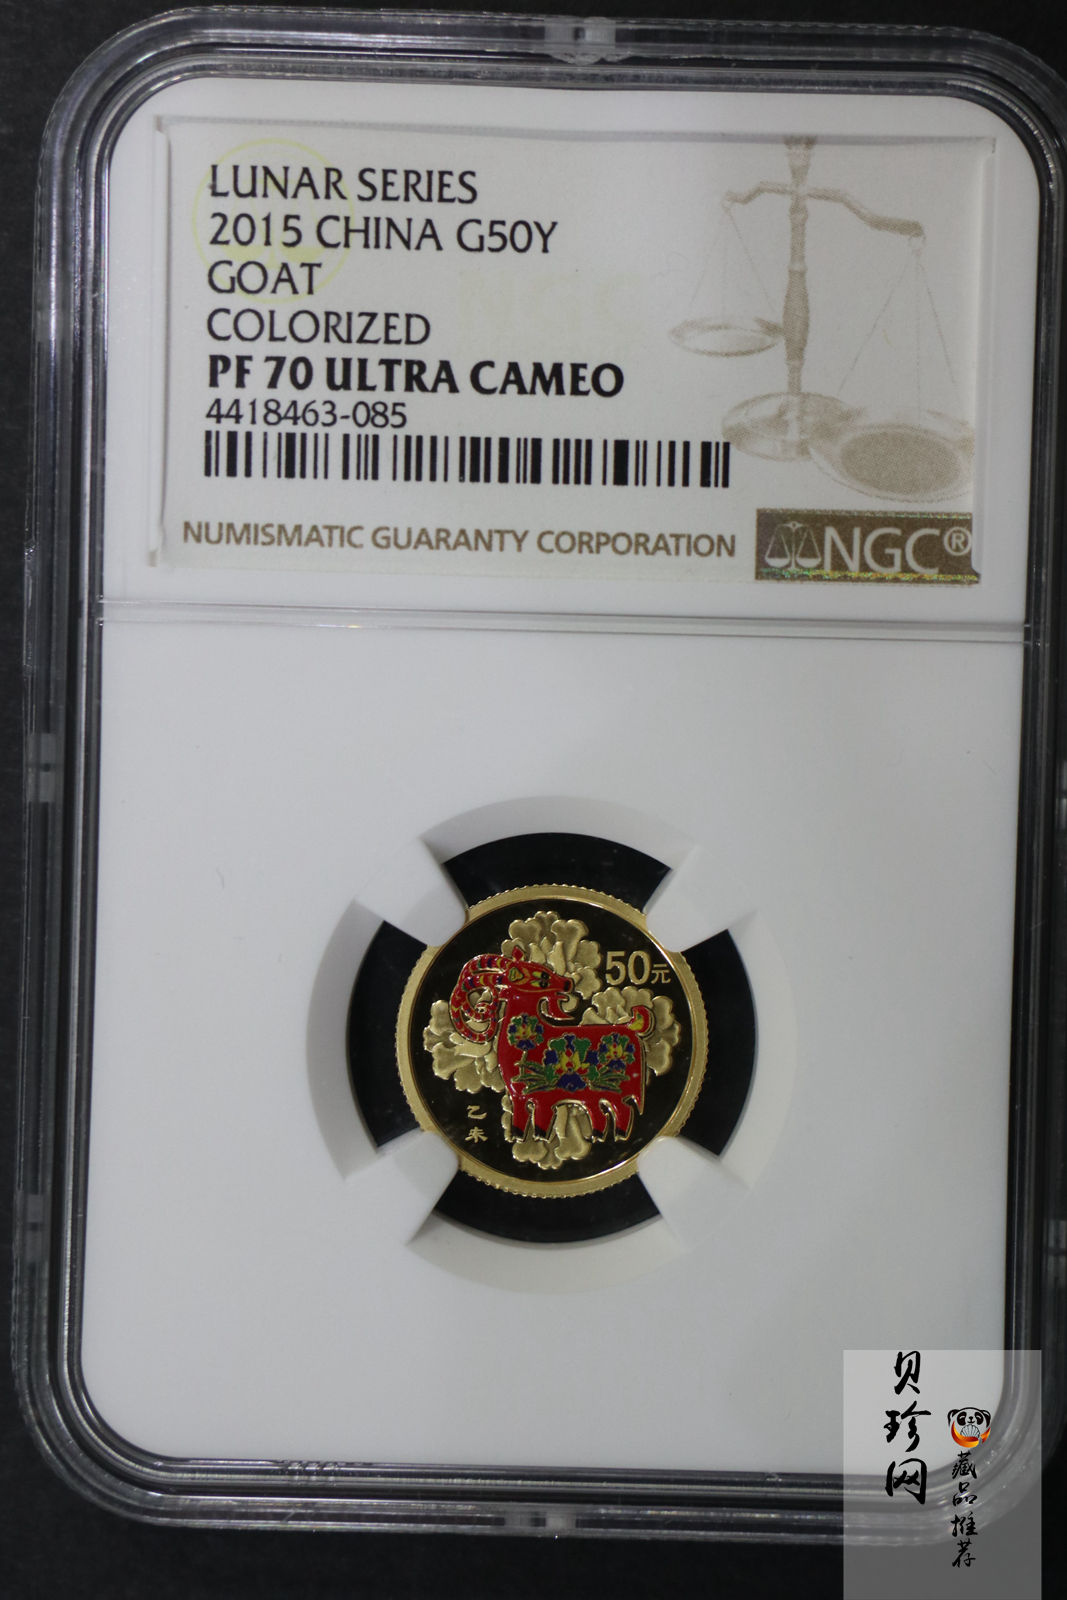 LUNAR SERIES
2015 CHINA G50Y
GOAT
COLORIZED
PF 70 ULTRA CAMEO
4418463-085
NUMISMATIC GUARANTY CORPORATION
NGC®
50元
乙未
贝珍网
藏品推荐